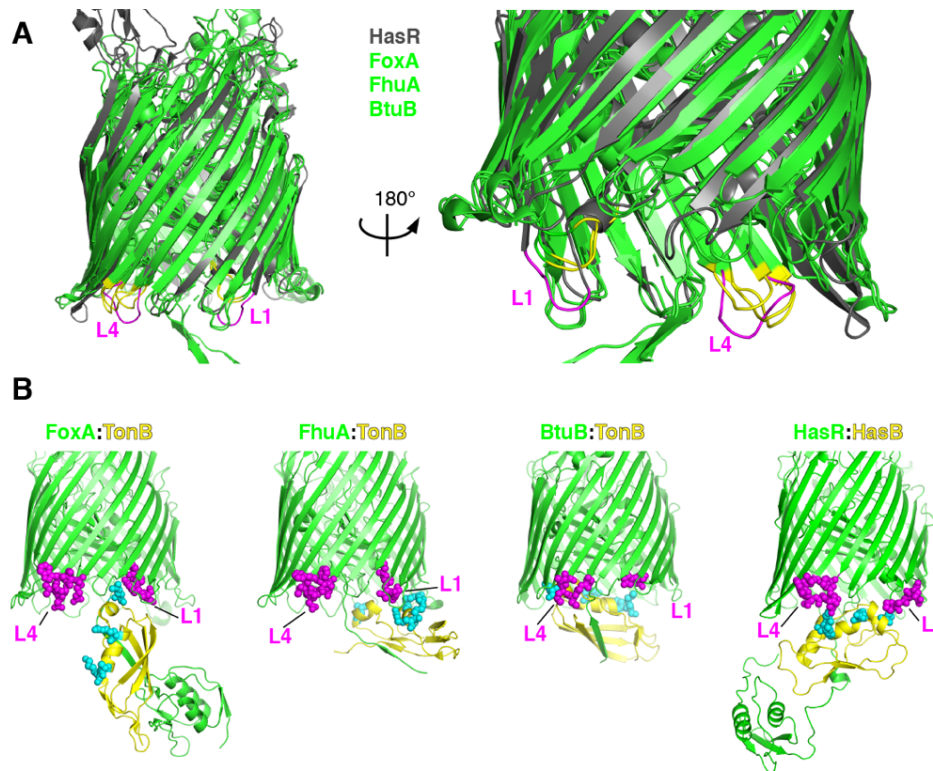 A
HasR
FoxA
FhuA
BtuB
180°
L4
L1
L1
L4
B
FoxA:TonB
FhuA:TonB
BtuB:TonB
HasR:HasB
L4
L1
L4
L1
L4
L1
L4
L